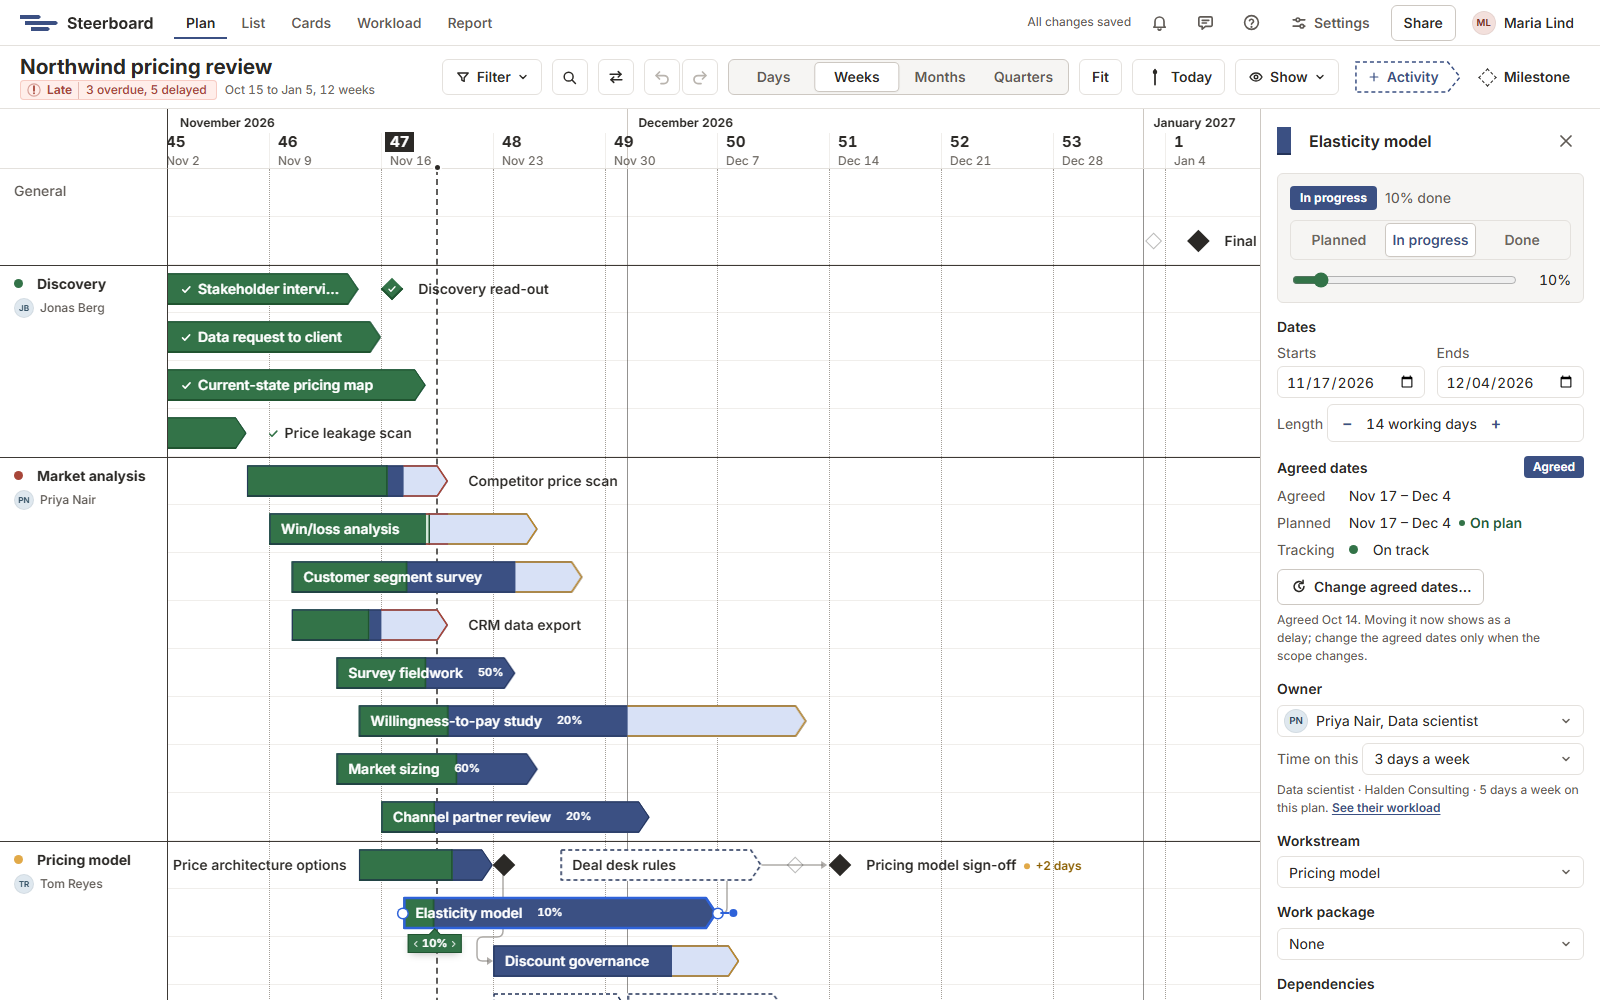 Steerboard Plan List Cards Workload Report All changes saved Settings Share ML Maria Lind
Northwind pricing review
Late 3 overdue, 5 delayed Oct 15 to Jan 5, 12 weeks
Filter Days Weeks Months Quarters Fit Today Show + Activity Milestone
November 2026 December 2026 January 2027
45 46 47 48 49 50 51 52 53 1
Nov 2 Nov 9 Nov 16 Nov 23 Nov 30 Dec 7 Dec 14 Dec 21 Dec 28 Jan 4
General
Final
Discovery
JB Jonas Berg
Stakeholder intervi... Discovery read-out
Data request to client
Current-state pricing map
Price leakage scan
Market analysis
PN Priya Nair
Competitor price scan
Win/loss analysis
Customer segment survey
CRM data export
Survey fieldwork 50%
Willingness-to-pay study 20%
Market sizing 60%
Channel partner review 20%
Pricing model
TR Tom Reyes
Price architecture options Deal desk rules Pricing model sign-off +2 days
Elasticity model 10%
‹ 10% ›
Discount governance
Elasticity model
In progress 10% done
Planned In progress Done
10%
Dates
Starts Ends
11/17/2026 12/04/2026
Length − 14 working days +
Agreed dates Agreed
Agreed Nov 17 – Dec 4
Planned Nov 17 – Dec 4 On plan
Tracking On track
Change agreed dates...
Agreed Oct 14. Moving it now shows as a
delay; change the agreed dates only when the
scope changes.
Owner
PN Priya Nair, Data scientist
Time on this 3 days a week
Data scientist · Halden Consulting · 5 days a week on
this plan. See their workload
Workstream
Pricing model
Work package
None
Dependencies